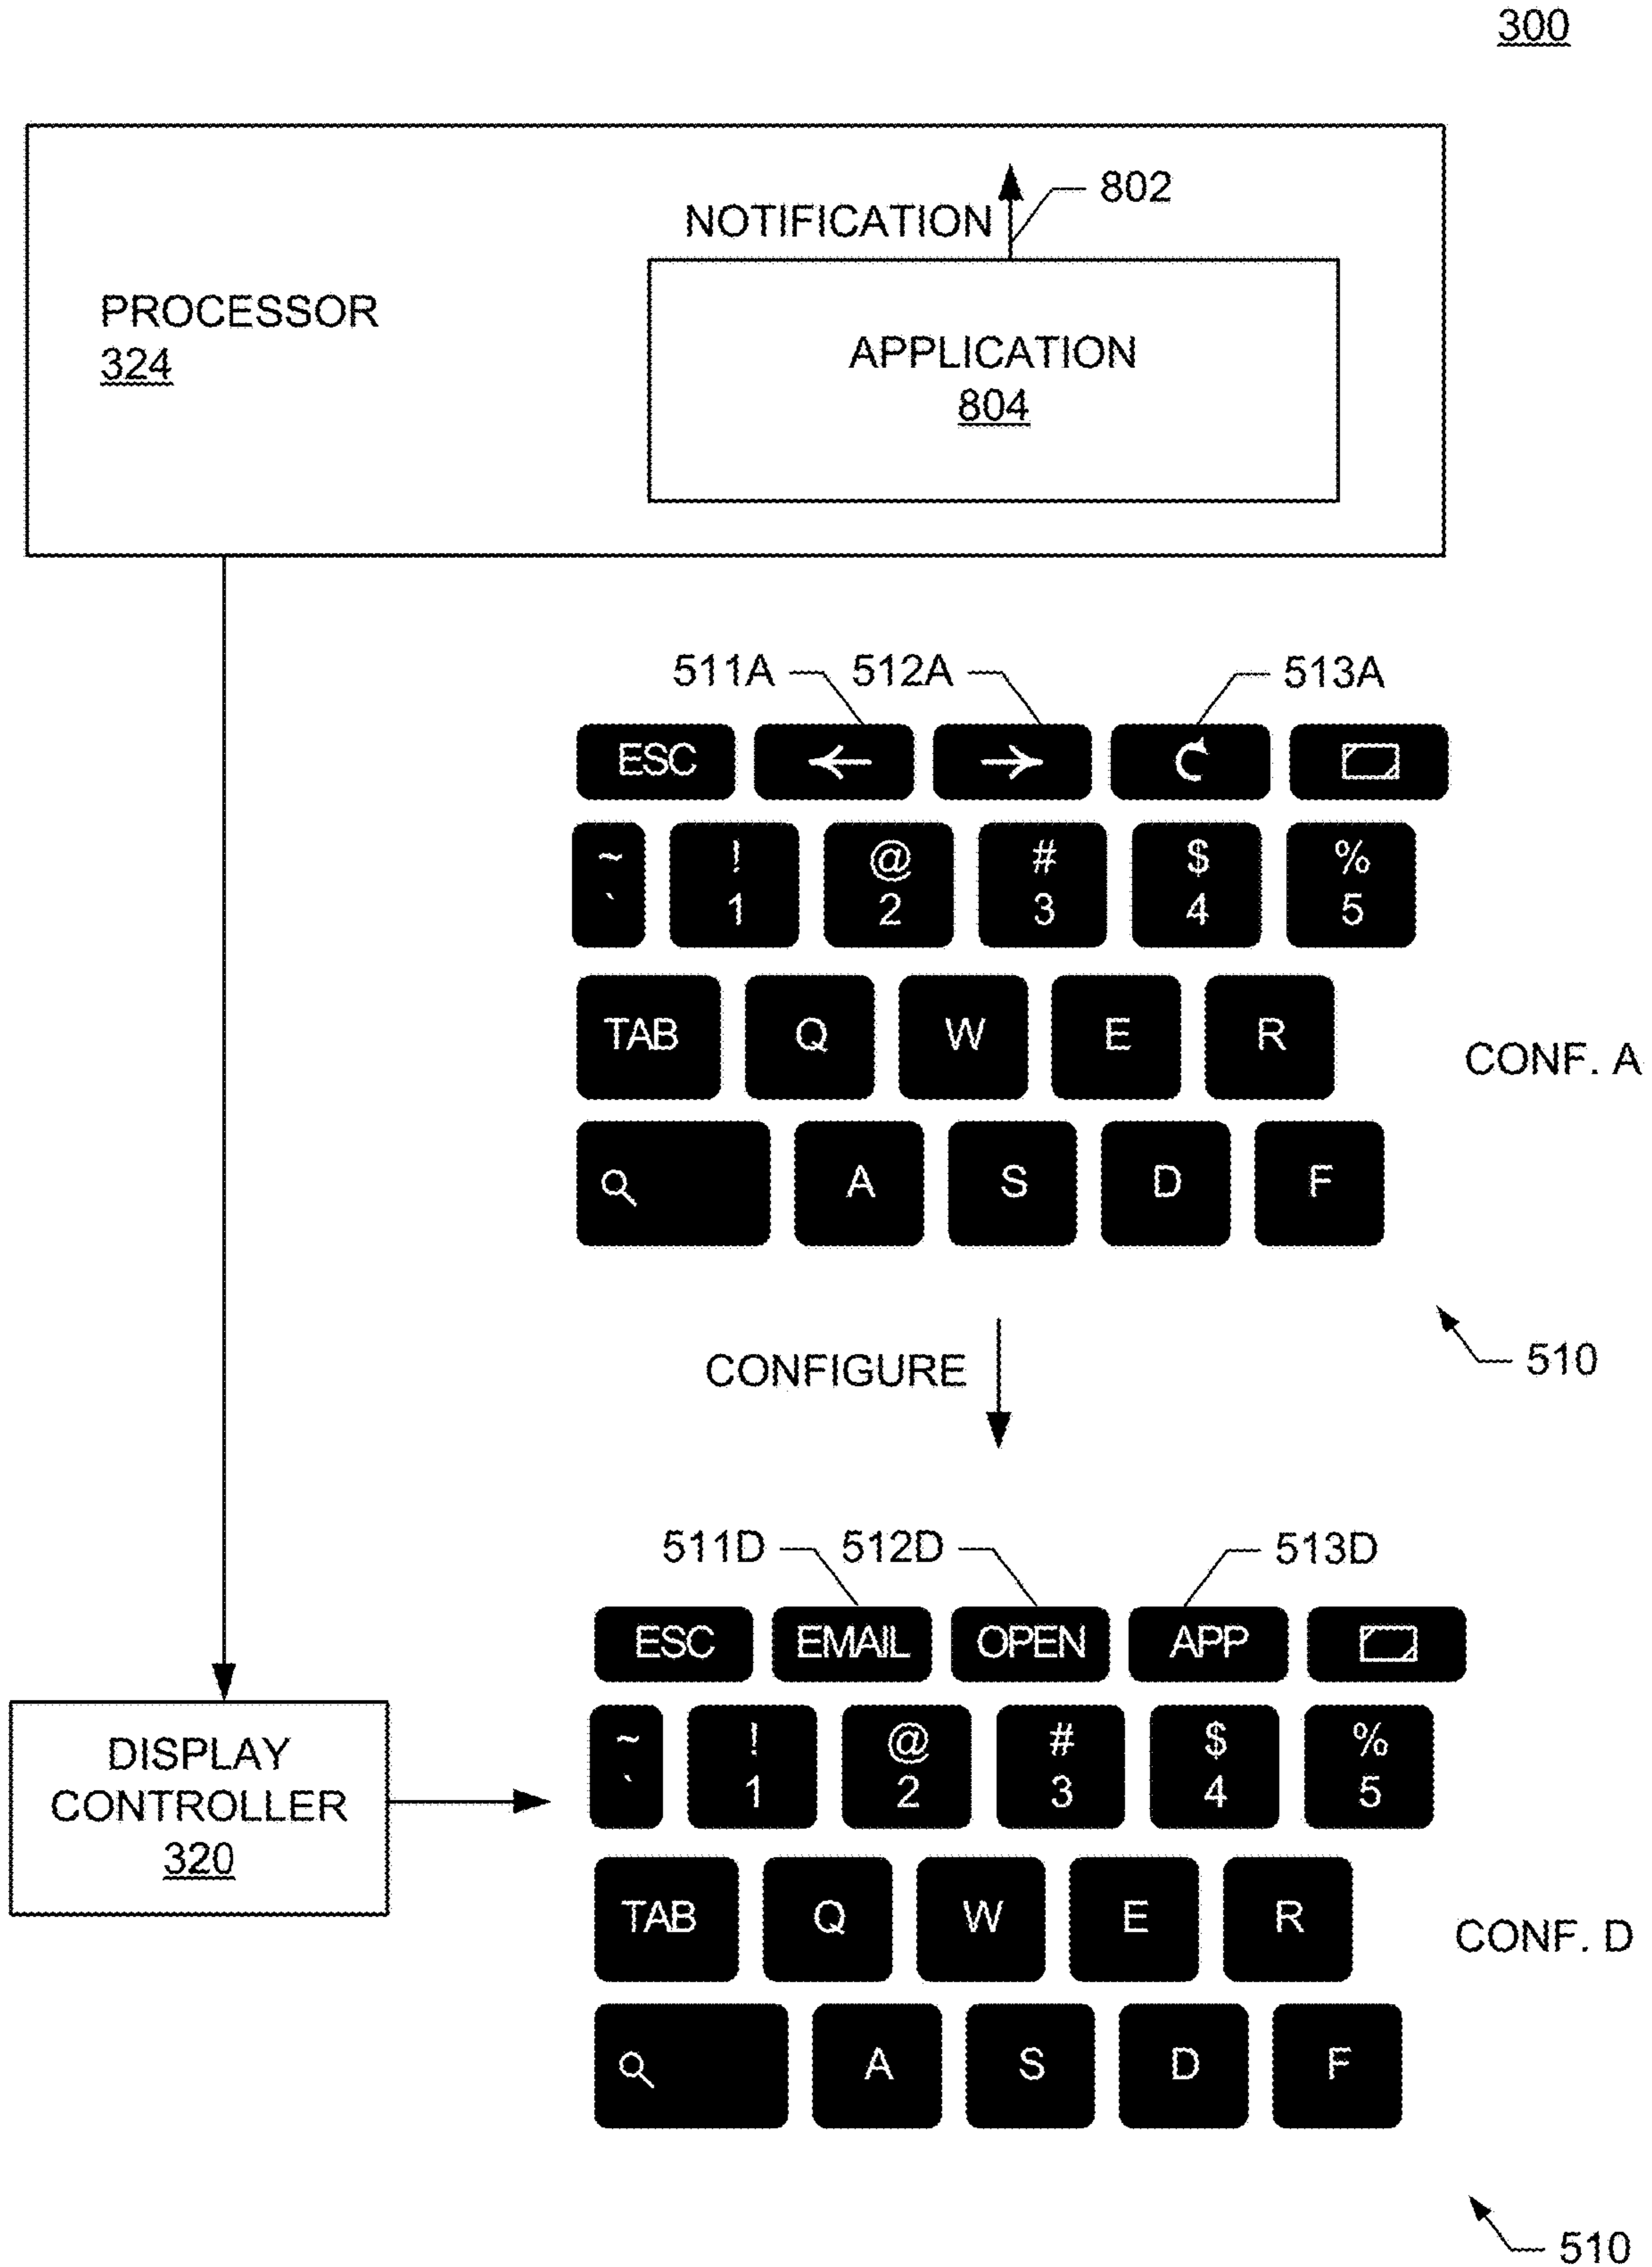 300
802
NOTIFICATION
PROCESSOR
324
APPLICATION
804
511A 512A 513A
ESC
~ ! @ # $ %
` 1 2 3 4 5
TAB Q W E R
CONF. A
A S D F
510
CONFIGURE
511D 512D 513D
ESC EMAIL OPEN APP
~ ! @ # $ %
` 1 2 3 4 5
DISPLAY
CONTROLLER
320
TAB Q W E R
CONF. D
A S D F
510